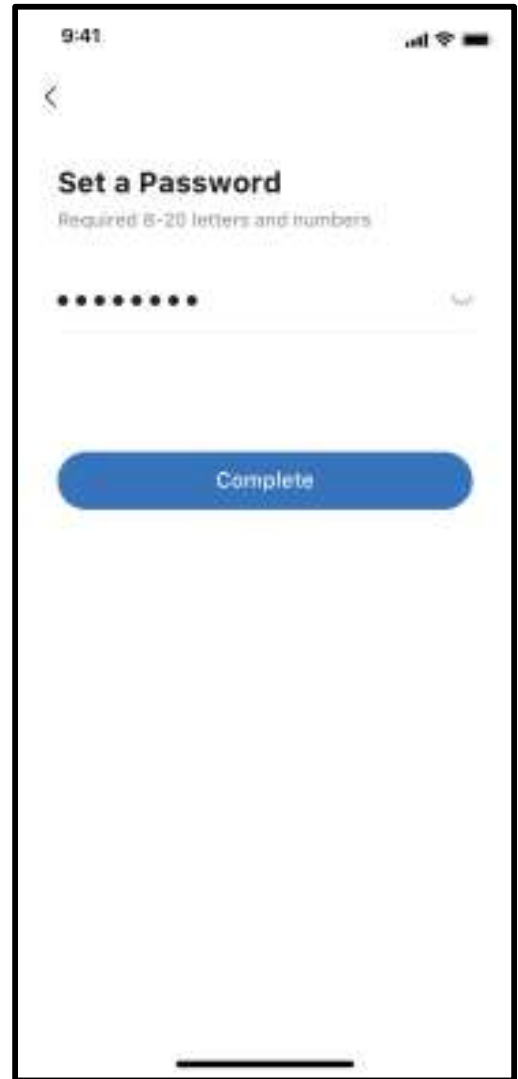 9:41
Set a Password
Required 8-20 letters and numbers
••••••••
Complete